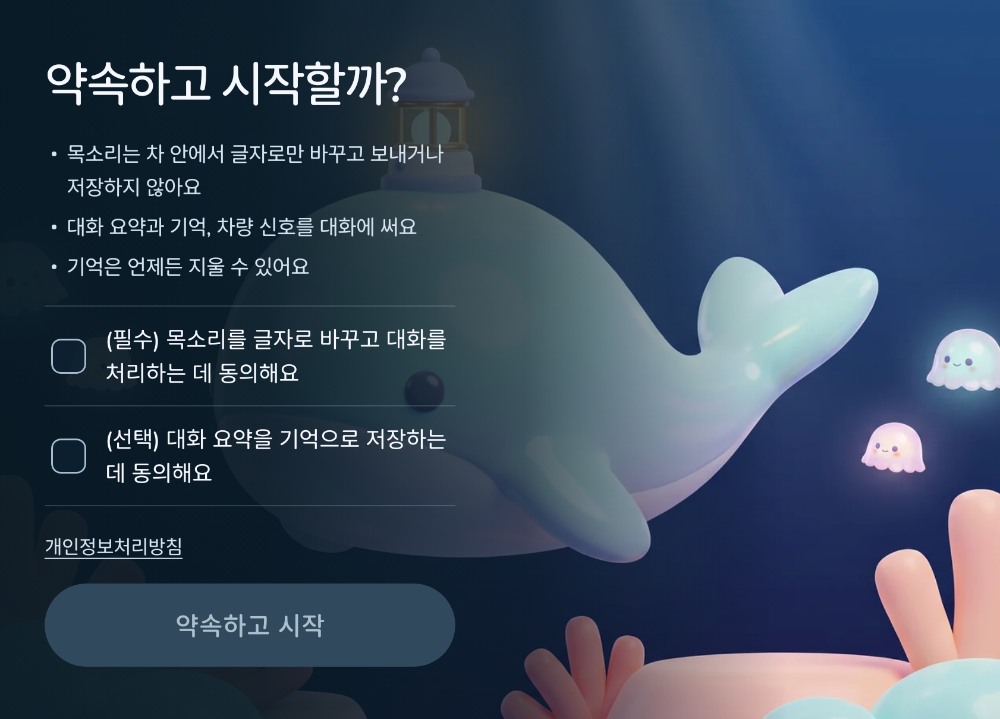 약속하고 시작할까?
• 목소리는 차 안에서 글자로만 바꾸고 보내거나
저장하지 않아요
• 대화 요약과 기억, 차량 신호를 대화에 써요
• 기억은 언제든 지울 수 있어요
(필수) 목소리를 글자로 바꾸고 대화를
처리하는 데 동의해요
(선택) 대화 요약을 기억으로 저장하는
데 동의해요
개인정보처리방침
약속하고 시작